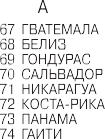 А
67 ГВАТЕМАЛА
68 БЕЛИЗ
69 ГОНДУРАС
70 САЛЬВАДОР
71 НИКАРАГУА
72 КОСТА-РИКА
73 ПАНАМА
74 ГАИТИ